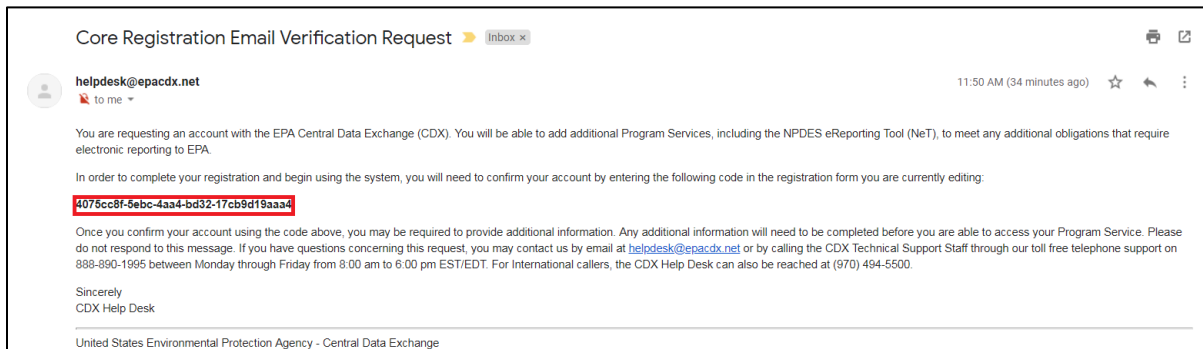 Core Registration Email Verification Request Inbox ×
helpdesk@epacdx.net 11:50 AM (34 minutes ago)
to me
You are requesting an account with the EPA Central Data Exchange (CDX). You will be able to add additional Program Services, including the NPDES eReporting Tool (NeT), to meet any additional obligations that require
electronic reporting to EPA.
In order to complete your registration and begin using the system, you will need to confirm your account by entering the following code in the registration form you are currently editing:
4075cc8f-5ebc-4aa4-bd32-17cb9d19aaa4
Once you confirm your account using the code above, you may be required to provide additional information. Any additional information will need to be completed before you are able to access your Program Service. Please
do not respond to this message. If you have questions concerning this request, you may contact us by email at helpdesk@epacdx.net or by calling the CDX Technical Support Staff through our toll free telephone support on
888-890-1995 between Monday through Friday from 8:00 am to 6:00 pm EST/EDT. For International callers, the CDX Help Desk can also be reached at (970) 494-5500.
Sincerely
CDX Help Desk
United States Environmental Protection Agency - Central Data Exchange